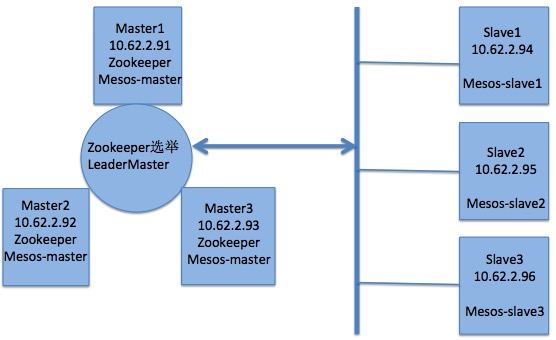 Master1
10.62.2.91
Zookeeper
Mesos-master
Zookeeper选举
LeaderMaster
Master2
10.62.2.92
Zookeeper
Mesos-master
Master3
10.62.2.93
Zookeeper
Mesos-master
Slave1
10.62.2.94
Mesos-slave1
Slave2
10.62.2.95
Mesos-slave2
Slave3
10.62.2.96
Mesos-slave3